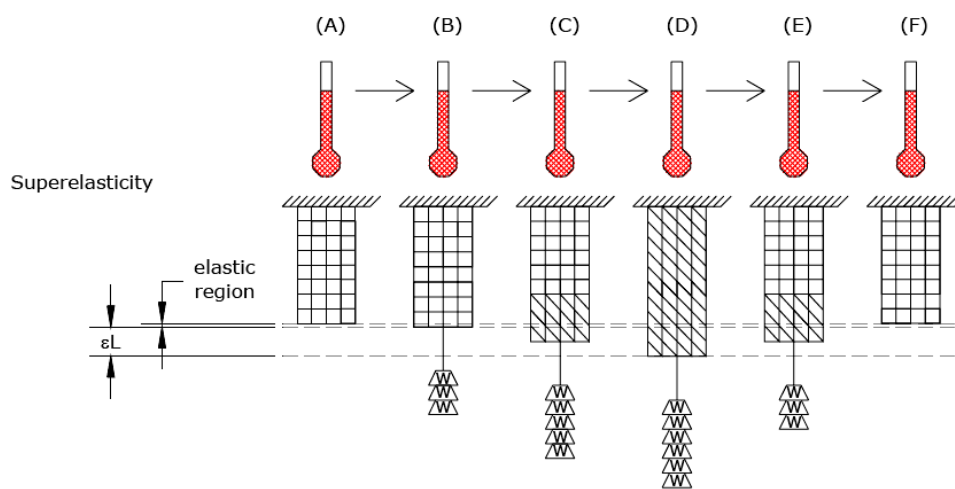 (A) (B) (C) (D) (E) (F)
Superelasticity
elastic
region
εL
W W W W
W W W W
W W W W
W W
W W
W